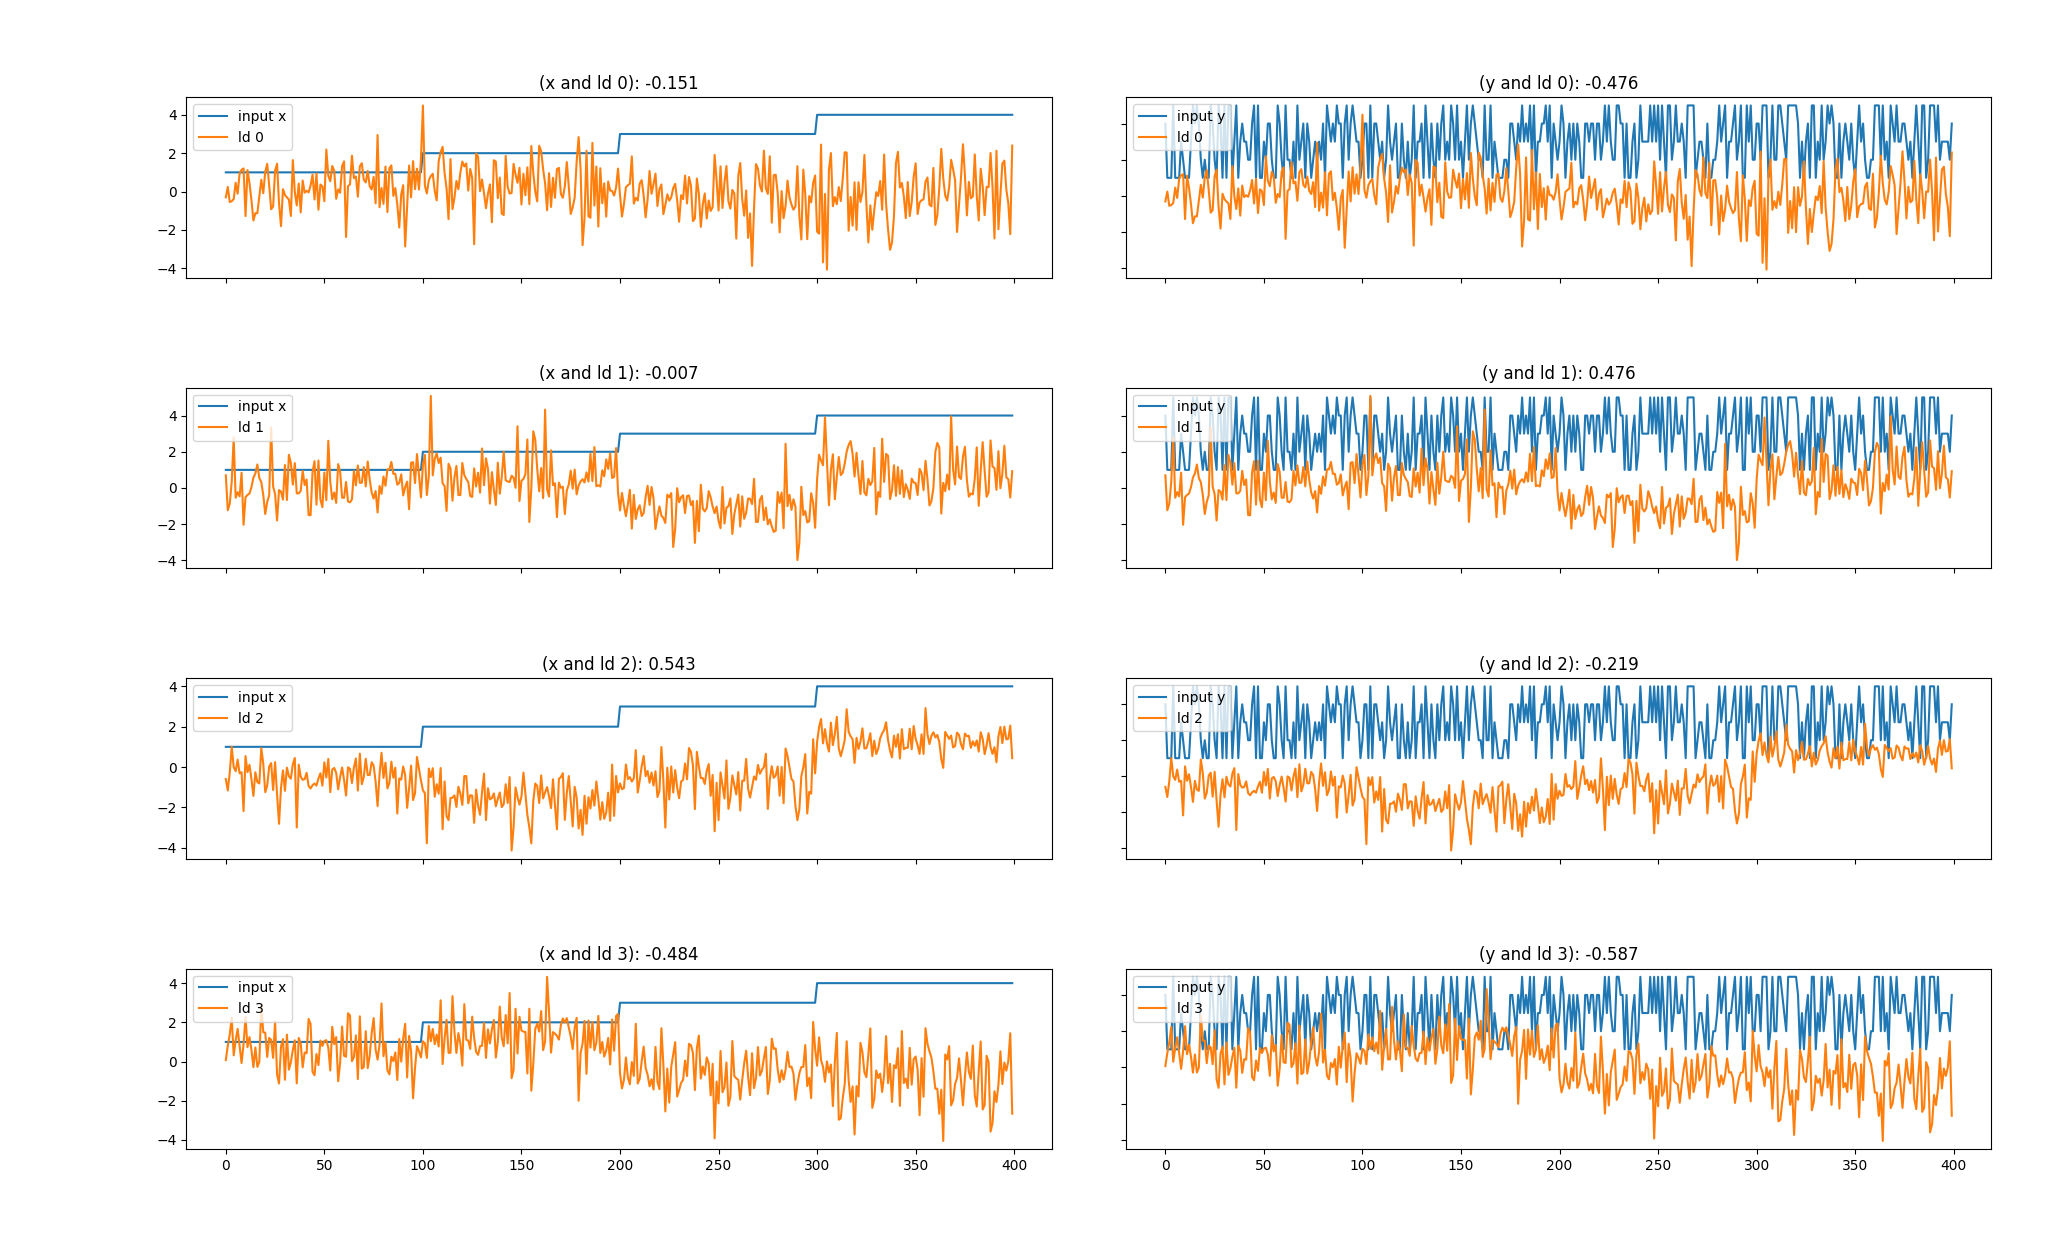 (x and ld 0): -0.151
input x
ld 0
4
2
0
−2
−4
(y and ld 0): -0.476
input y
ld 0
(x and ld 1): -0.007
input x
ld 1
4
2
0
−2
−4
(y and ld 1): 0.476
input y
ld 1
(x and ld 2): 0.543
input x
ld 2
4
2
0
−2
−4
(y and ld 2): -0.219
input y
ld 2
(x and ld 3): -0.484
input x
ld 3
4
2
0
−2
−4
0 50 100 150 200 250 300 350 400
(y and ld 3): -0.587
input y
ld 3
0 50 100 150 200 250 300 350 400